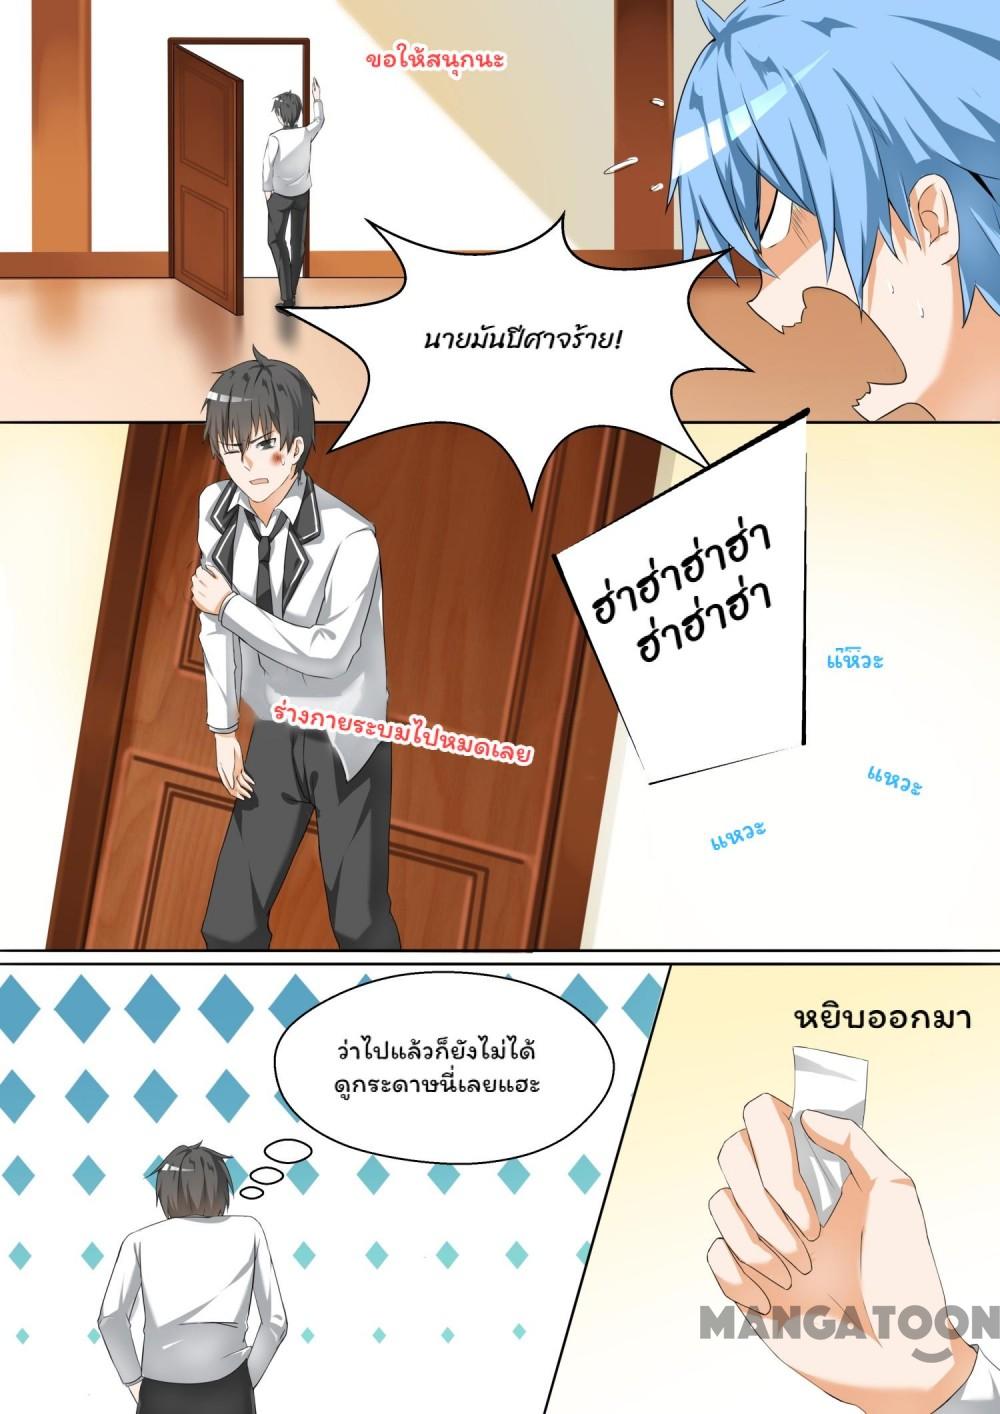 ขอให้สนุกนะ
นายมันปีศาจร้าย!
ฮ่าฮ่าฮ่าฮ่า
ฮ่าฮ่าฮ่า
แห๊วะ
แหวะ
แหวะ
ร่างกายระบมไปหมดเลย
ว่าไปแล้วก็ยังไม่ได้
ดูกระดาษนี่เลยแฮะ
หยิบออกมา
MANGATOON